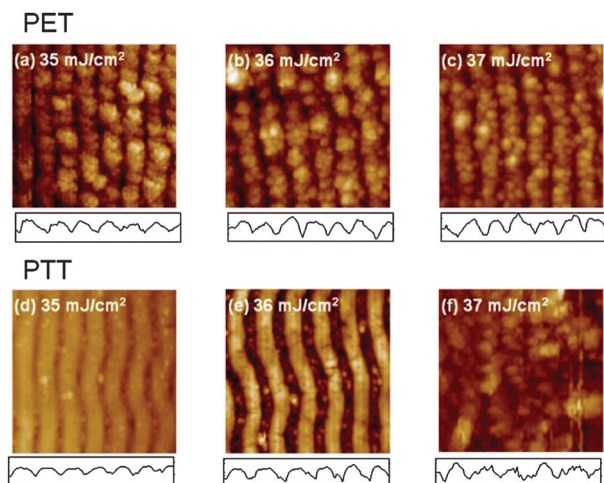 PET
(a) 35 mJ/cm²
(b) 36 mJ/cm²
(c) 37 mJ/cm²
PTT
(d) 35 mJ/cm²
(e) 36 mJ/cm²
(f) 37 mJ/cm²